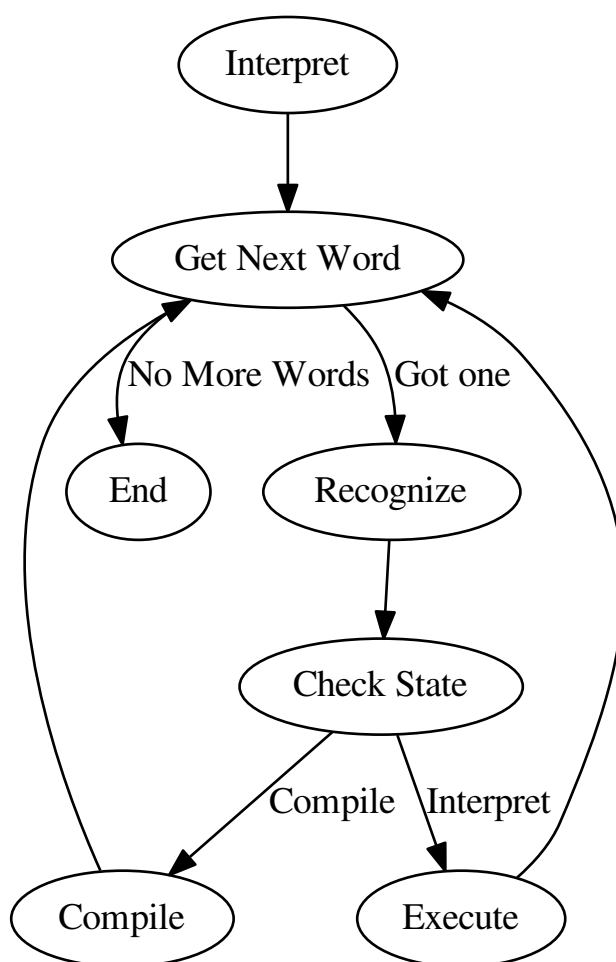 Interpret
Get Next Word
No More Words
Got one
End
Recognize
Check State
Compile
Interpret
Compile
Execute